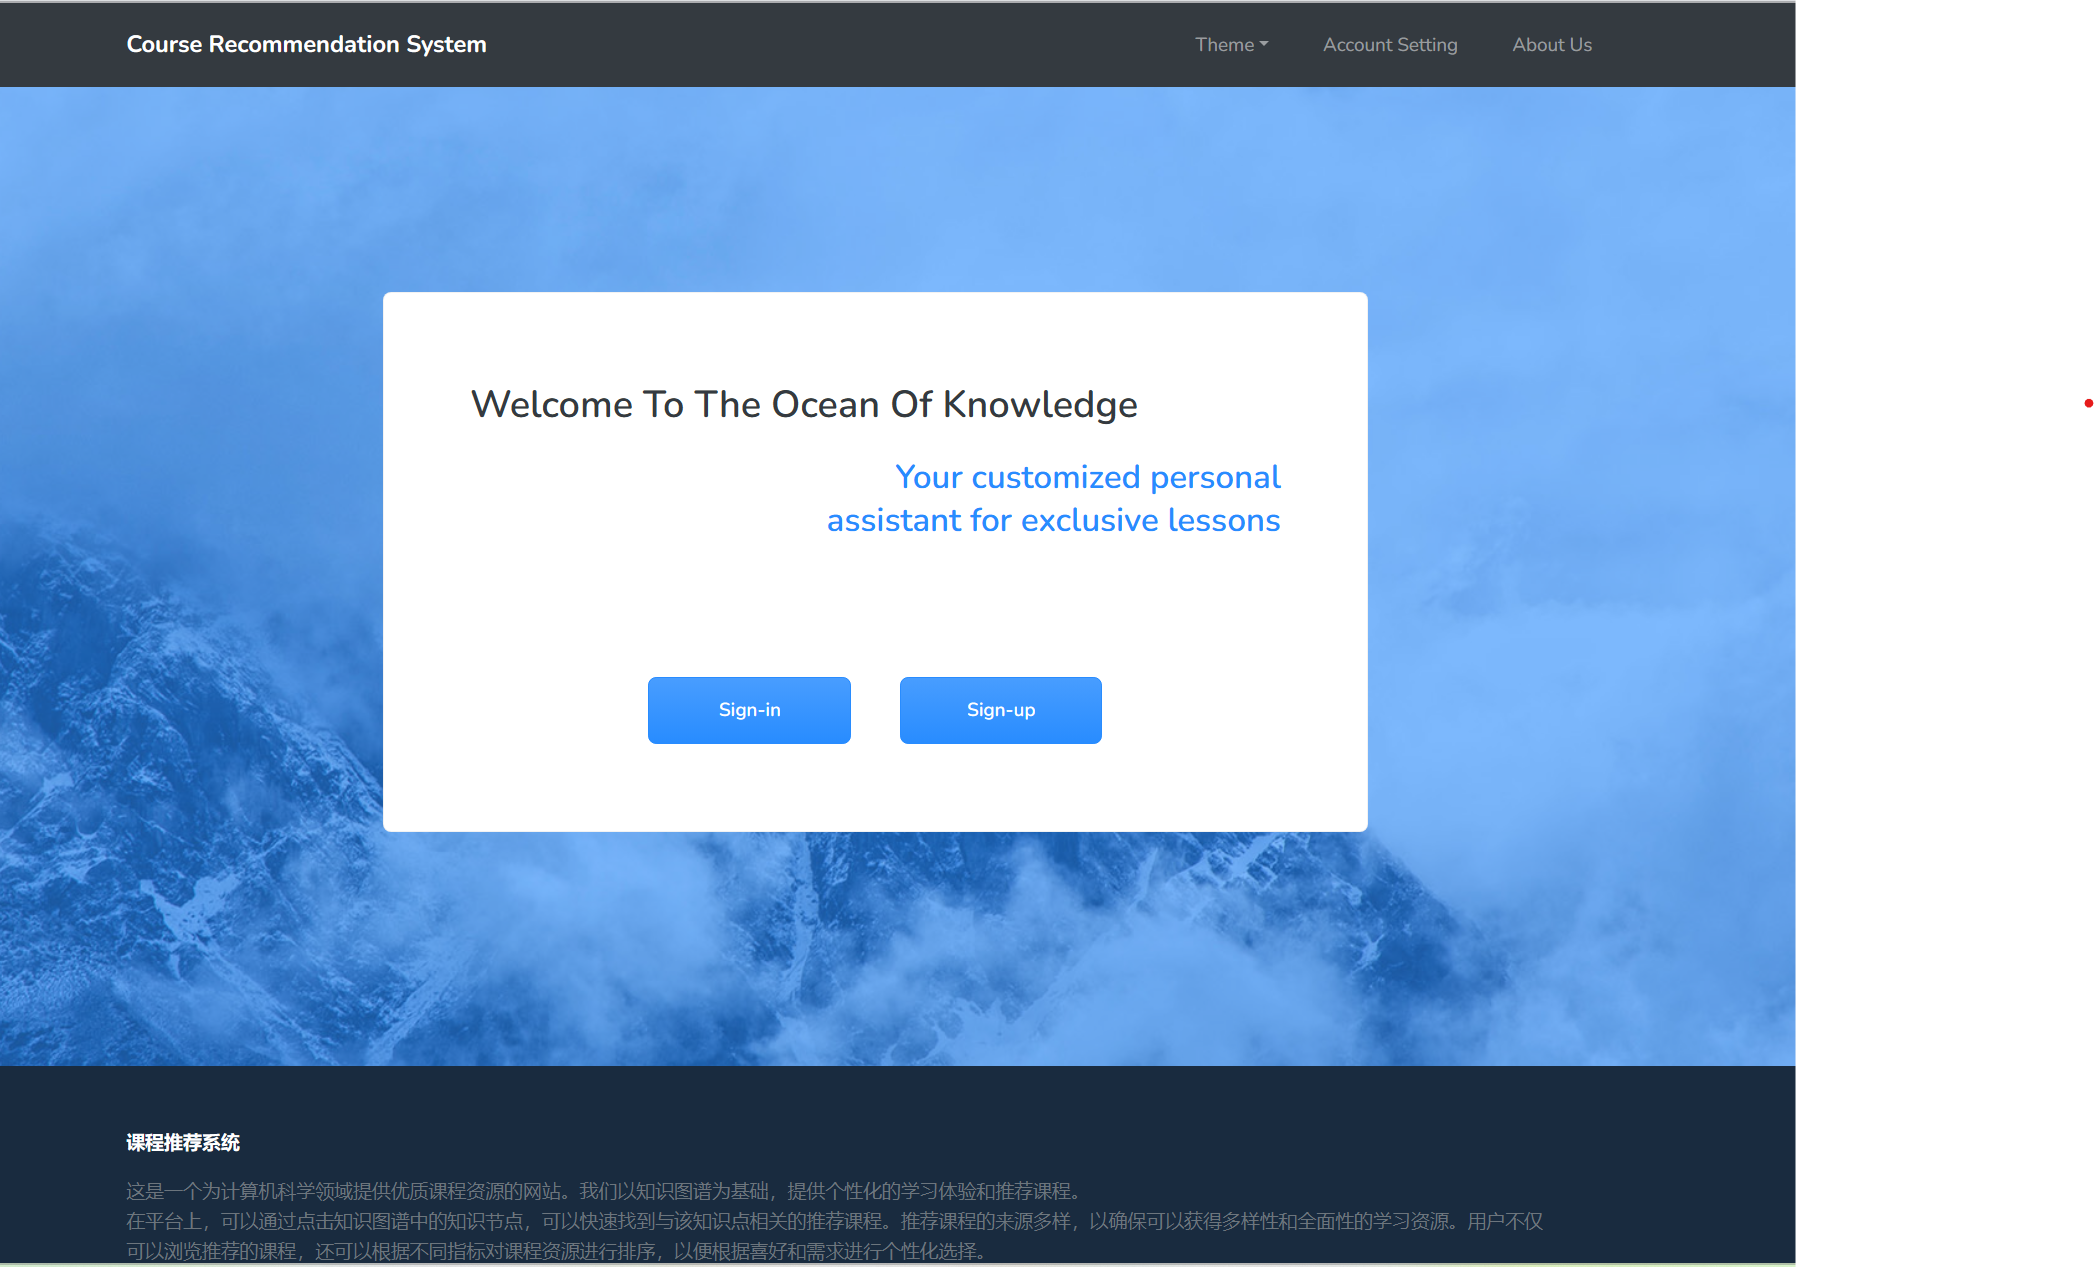 Course Recommendation System
Theme
Account Setting
About Us
Welcome To The Ocean Of Knowledge
Your customized personal
assistant for exclusive lessons
Sign-in
Sign-up
课程推荐系统
这是一个为计算机科学领域提供优质课程资源的网站。我们以知识图谱为基础，提供个性化的学习体验和推荐课程。
在平台上，可以通过点击知识图谱中的知识节点，可以快速找到与该知识点相关的推荐课程。推荐课程的来源多样，以确保可以获得多样性和全面性的学习资源。用户不仅
可以浏览推荐的课程，还可以根据不同指标对课程资源进行排序，以便根据喜好和需求进行个性化选择。